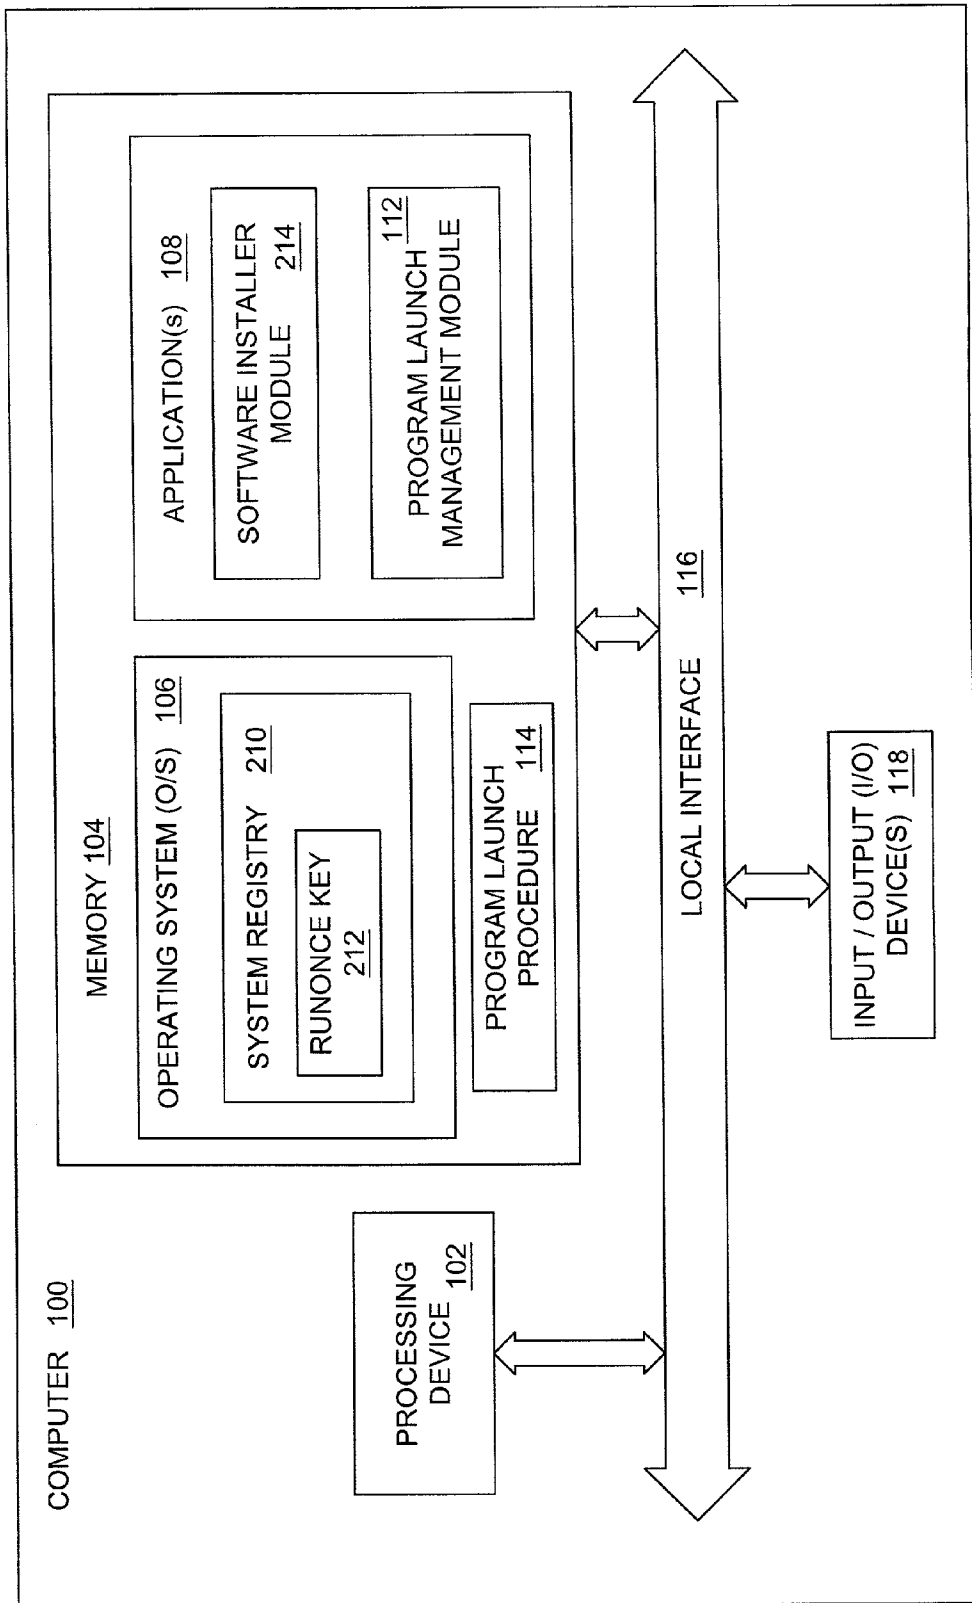 COMPUTER 100
MEMORY 104
OPERATING SYSTEM (O/S) 106
SYSTEM REGISTRY 210
RUNONCE KEY
212
PROGRAM LAUNCH
PROCEDURE 114
APPLICATION(s) 108
SOFTWARE INSTALLER
MODULE 214
PROGRAM LAUNCH 112
MANAGEMENT MODULE
PROCESSING
DEVICE 102
LOCAL INTERFACE 116
INPUT / OUTPUT (I/O)
DEVICE(S) 118